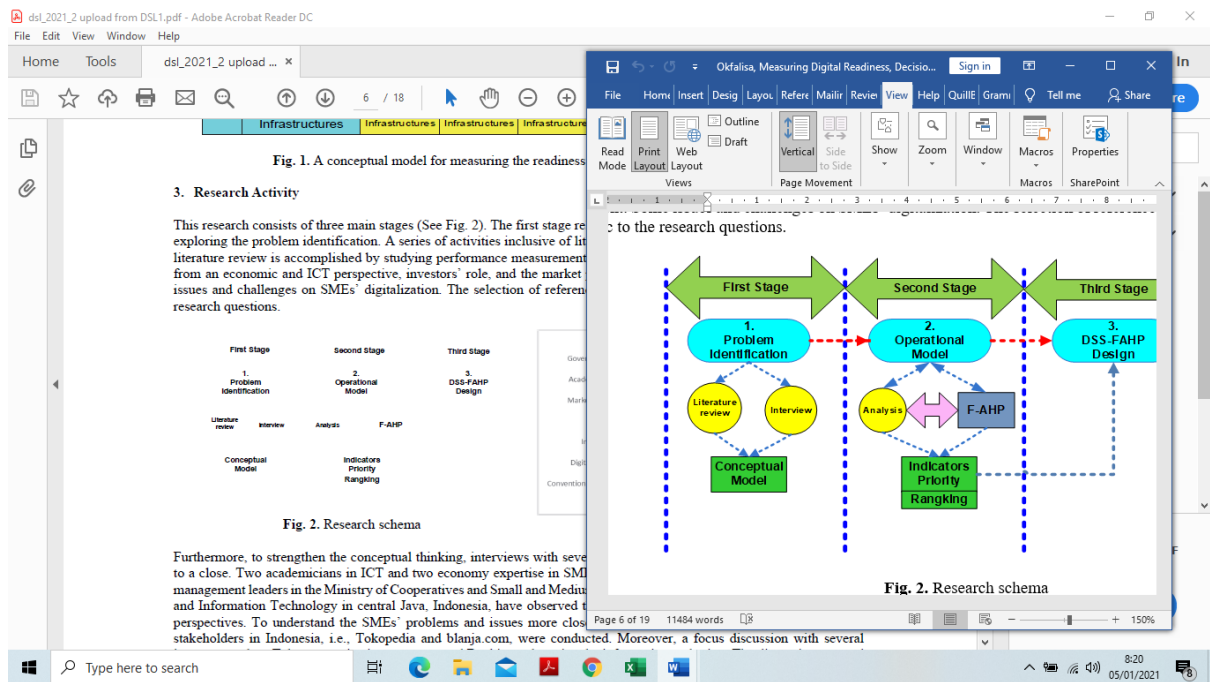 dsl_2021_2 upload from DSL1.pdf - Adobe Acrobat Reader DC
File Edit View Window Help
Home Tools dsl_2021_2 upload ... × In
6 / 18
Infrastructures Infrastructures Infrastructures Infrastructure
Fig. 1. A conceptual model for measuring the readiness
3. Research Activity
This research consists of three main stages (See Fig. 2). The first stage re
exploring the problem identification. A series of activities inclusive of lit
literature review is accomplished by studying performance measurement
from an economic and ICT perspective, investors' role, and the market
issues and challenges on SMEs' digitalization. The selection of referen
research questions.
First Stage Second Stage Third Stage
1. 2. 3.
Problem Operational DSS-FAHP
Identification Model Design
Literature
review Interview Analysis F-AHP
Conceptual Indicators
Model Priority
Rangking
Gover
Acad
Marke
In
Digit
Convention
Fig. 2. Research schema
Furthermore, to strengthen the conceptual thinking, interviews with seve
to a close. Two academicians in ICT and two economy expertise in SMI
management leaders in the Ministry of Cooperatives and Small and Mediu
and Information Technology in central Java, Indonesia, have observed t
perspectives. To understand the SMEs' problems and issues more clos
stakeholders in Indonesia, i.e., Tokopedia and blanja.com, were conducted. Moreover, a focus discussion with several
Okfalisa, Measuring Digital Readiness, Decisio... Sign in
File Home Insert Desig Layou Refere Mailir Review View Help QuillE Gram Tell me Share
Read Mode
Print Layout
Web Layout
Outline
Draft
Views
Vertical
Side to Side
Page Movement
Show
Zoom
Window
Macros
Macros
Properties
SharePoint
c to the research questions.
First Stage Second Stage Third Stage
1. 2. 3.
Problem Operational DSS-FAHP
Identification Model Design
Literature
review Interview Analysis F-AHP
Conceptual Indicators
Model Priority
Rangking
Fig. 2. Research schema
Page 6 of 19 11484 words 150%
Type here to search
8:20
05/01/2021
8